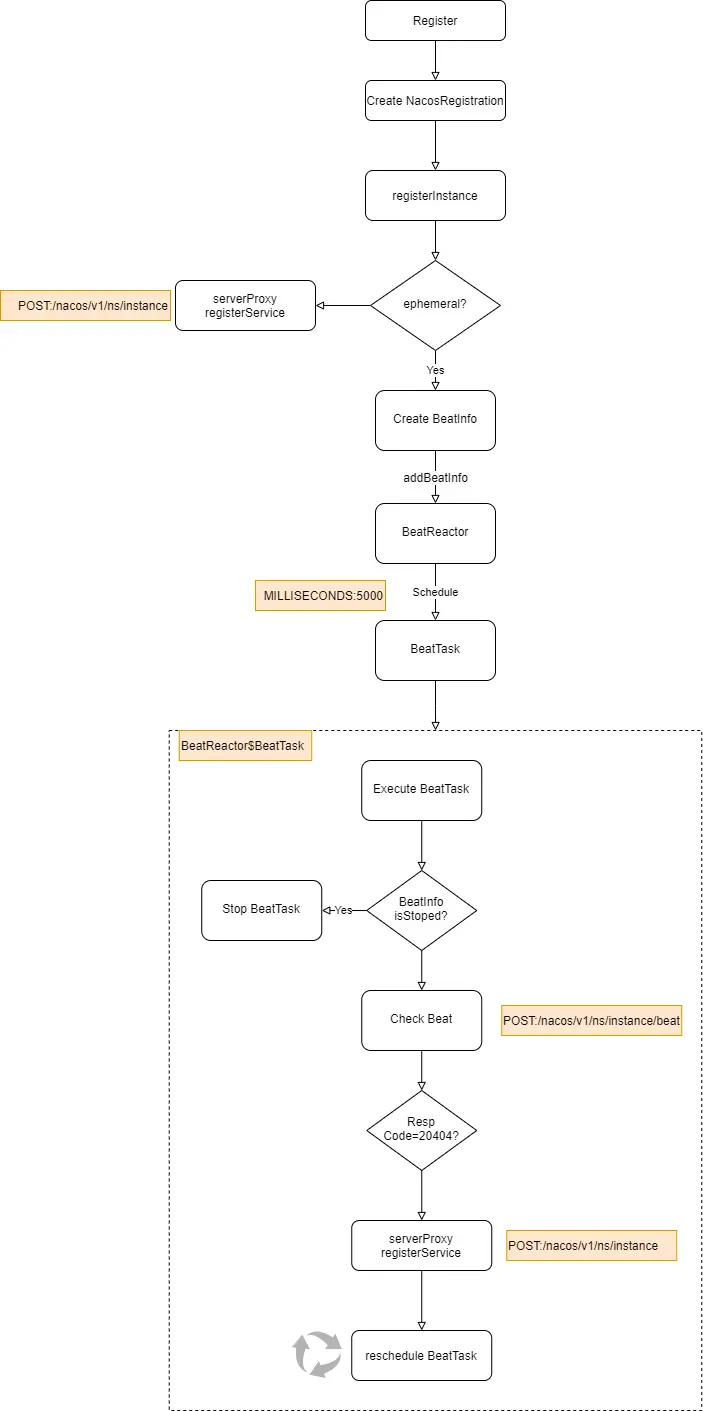 Register
Create NacosRegistration
registerInstance
ephemeral?
serverProxy
registerService
POST:/nacos/v1/ns/instance
Yes
Create BeatInfo
addBeatInfo
BeatReactor
MILLISECONDS:5000
Schedule
BeatTask
BeatReactor$BeatTask
Execute BeatTask
BeatInfo
isStoped?
Yes
Stop BeatTask
Check Beat
POST:/nacos/v1/ns/instance/beat
Resp
Code=20404?
serverProxy
registerService
POST:/nacos/v1/ns/instance
reschedule BeatTask